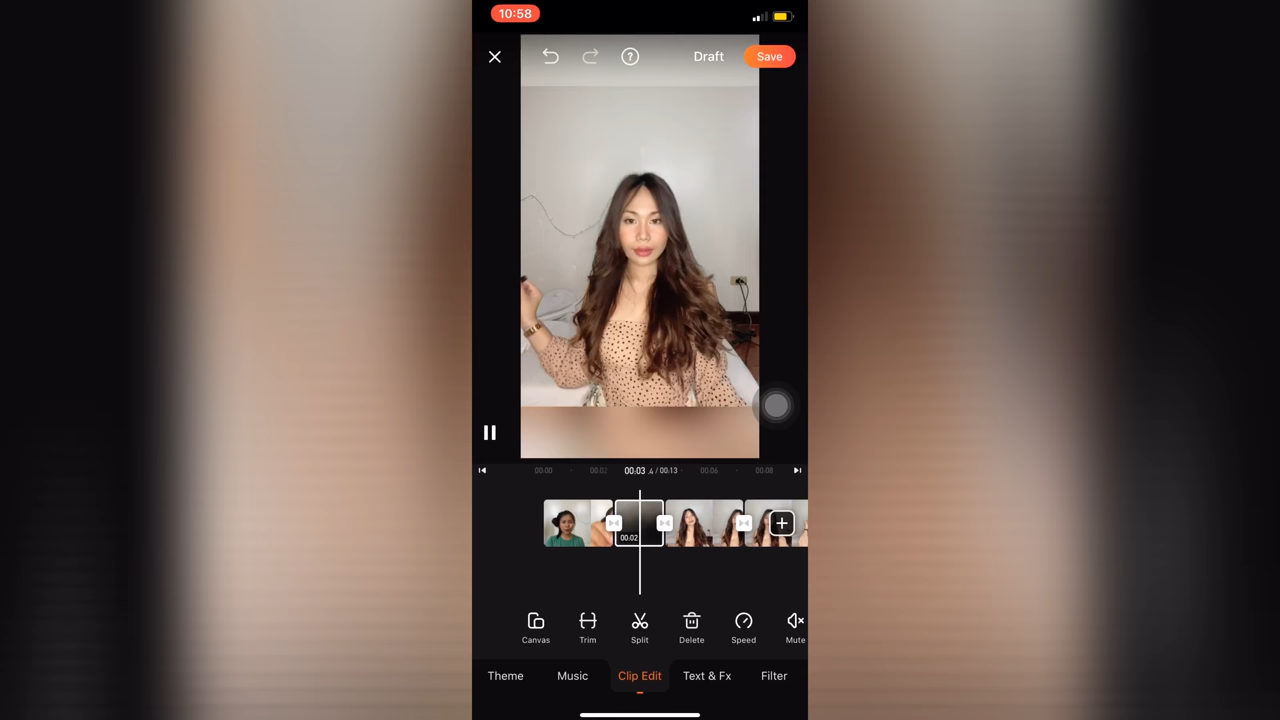 10:58
Draft Save
00:00 · 00:02 00:03 .4 / 00:13 · 00:06 · 00:08
00:02
Canvas Trim Split Delete Speed Mute
Theme Music Clip Edit Text & Fx Filter